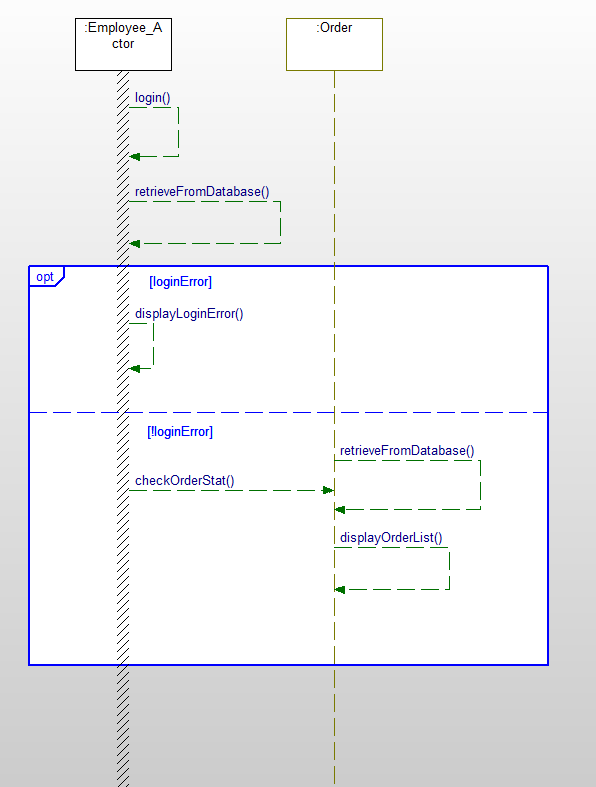 :Employee_A
ctor
:Order
login()
retrieveFromDatabase()
opt
[loginError]
displayLoginError()
[!loginError]
retrieveFromDatabase()
checkOrderStat()
displayOrderList()